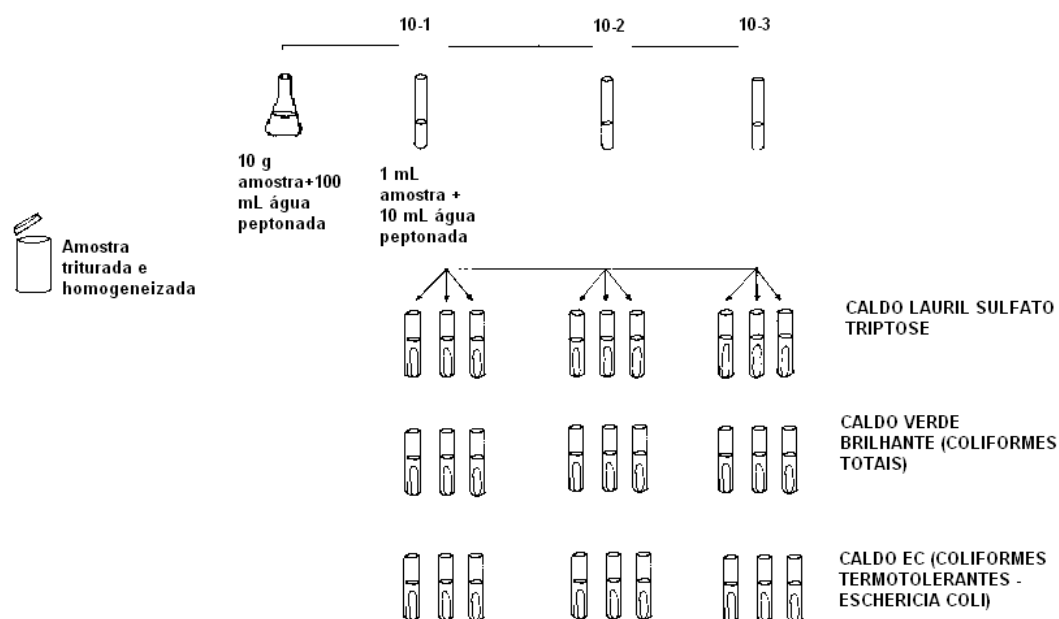 10-1
10-2
10-3
10 g
amostra+100
mL água
peptonada
1 mL
amostra +
10 mL água
peptonada
Amostra
triturada e
homogeneizada
CALDO LAURIL SULFATO
TRIPTOSE
CALDO VERDE
BRILHANTE (COLIFORMES
TOTAIS)
CALDO EC (COLIFORMES
TERMOTOLERANTES -
ESCHERICIA COLI)